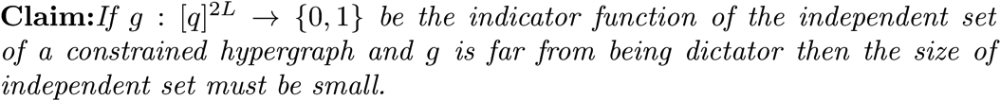 Claim:If g : [q]^{2L} → {0, 1} be the indicator function of the independent set
of a constrained hypergraph and g is far from being dictator then the size of
independent set must be small.